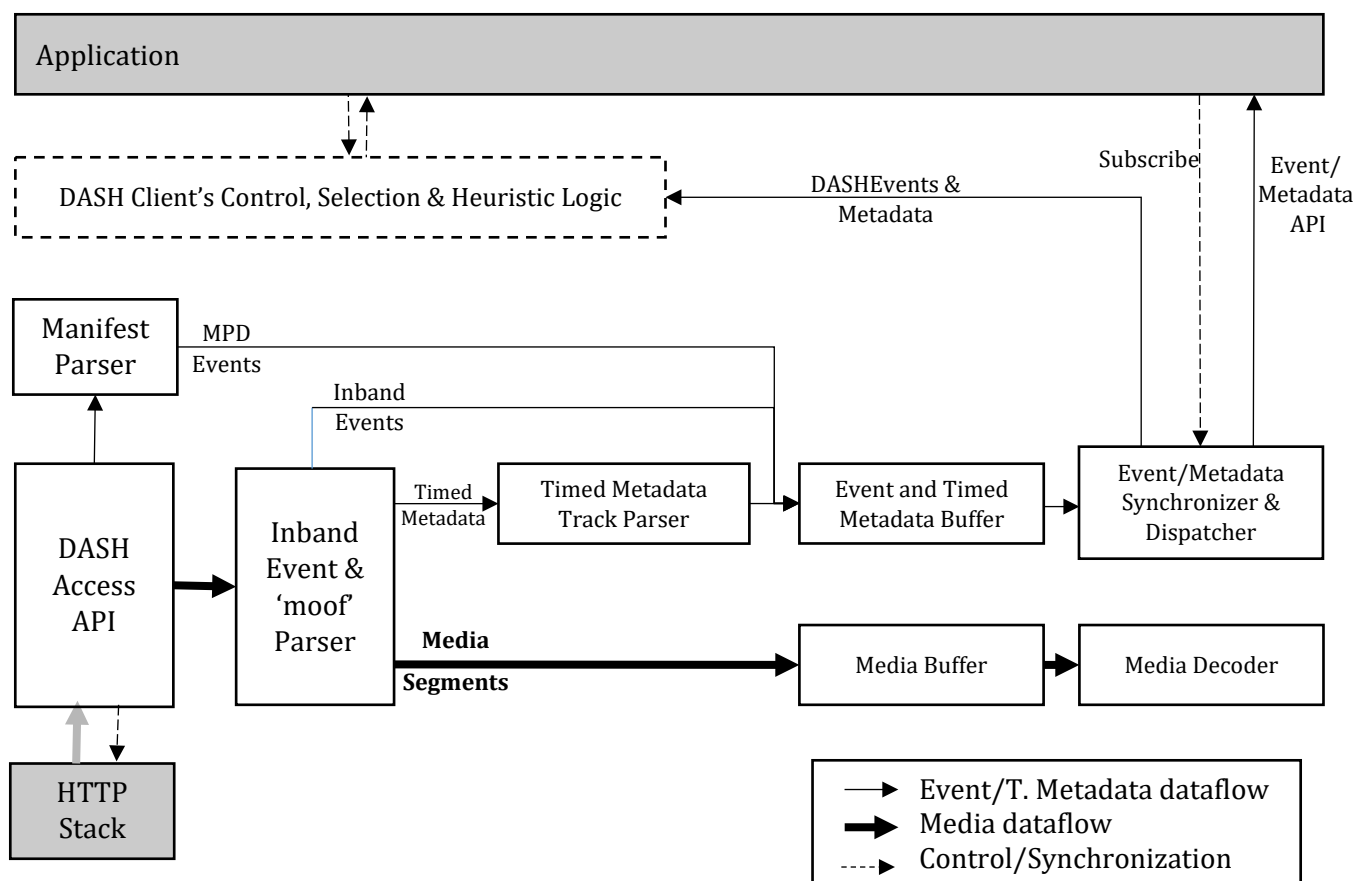 Application
Subscribe
Event/
Metadata
API
DASH Client’s Control, Selection & Heuristic Logic
DASHEvents &
Metadata
Manifest
Parser
MPD
Events
Inband
Events
DASH
Access
API
Inband
Event &
‘moof’
Parser
Timed
Metadata
Timed Metadata
Track Parser
Event and Timed
Metadata Buffer
Event/Metadata
Synchronizer &
Dispatcher
Media
Segments
Media Buffer
Media Decoder
HTTP
Stack
Event/T. Metadata dataflow
Media dataflow
Control/Synchronization